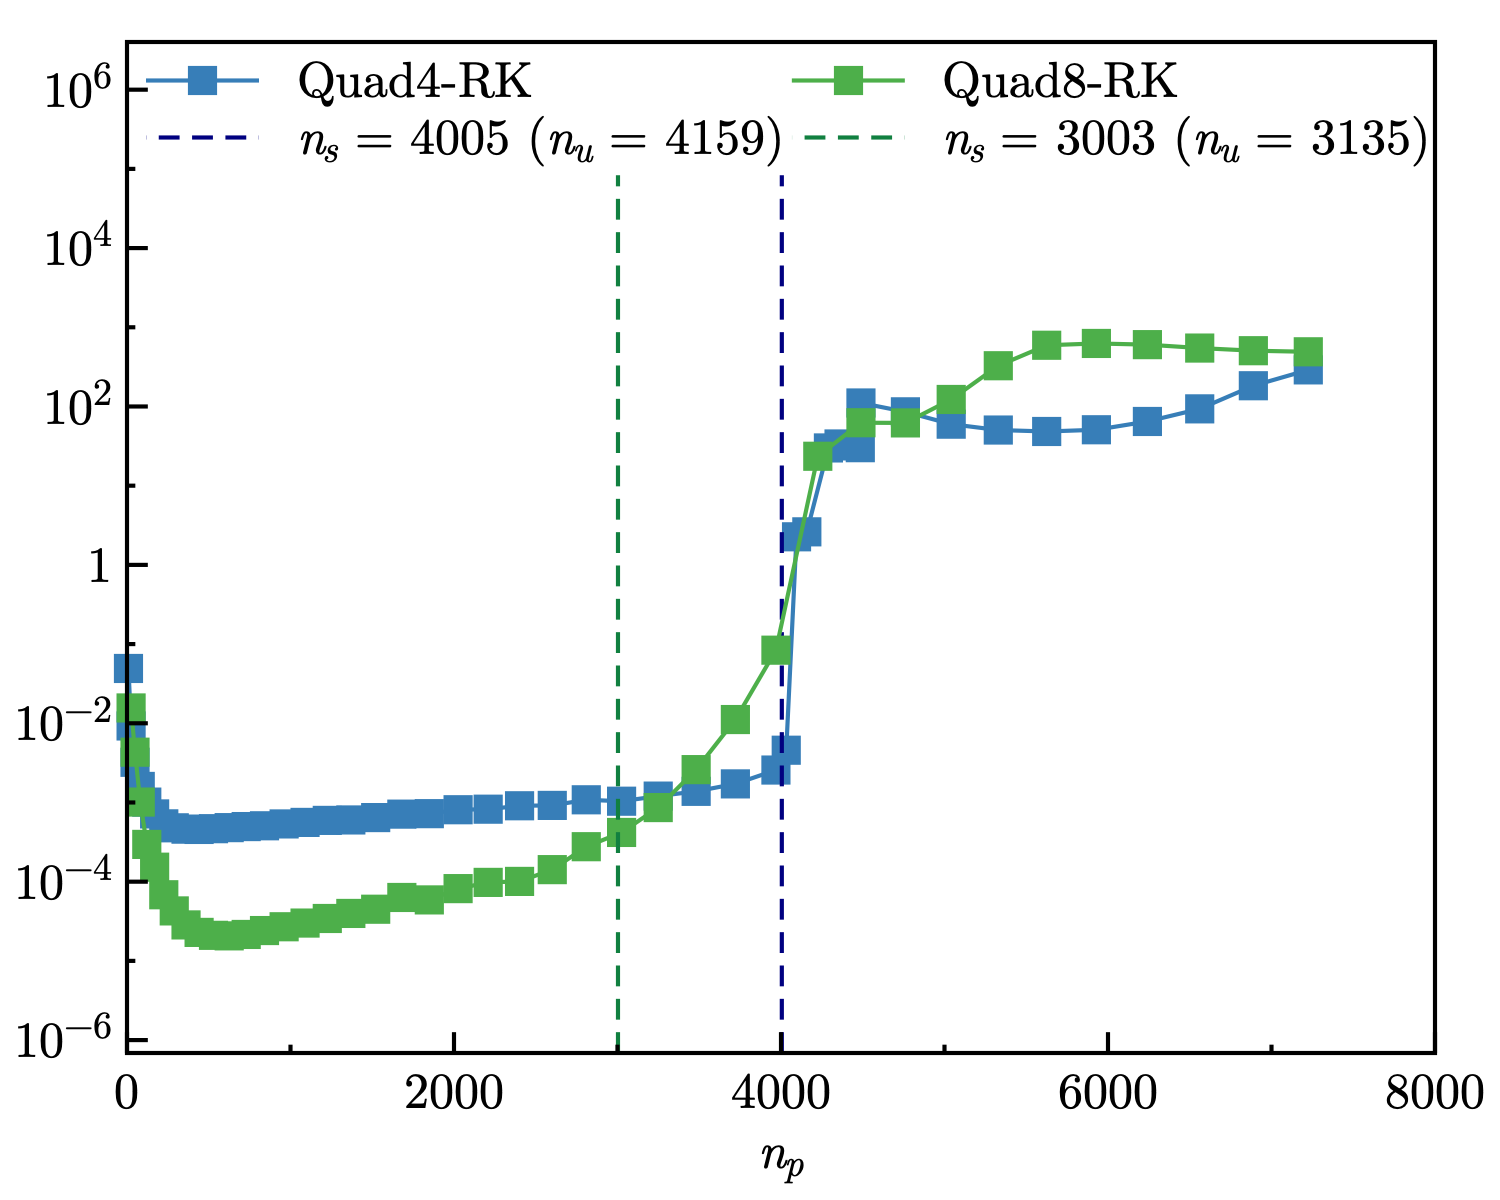 Quad4-RK
Quad8-RK
n_s = 4005 (n_u = 4159)
n_s = 3003 (n_u = 3135)
10^6
10^4
10^2
1
10^−2
10^−4
10^−6
0 2000 4000 6000 8000
n_p